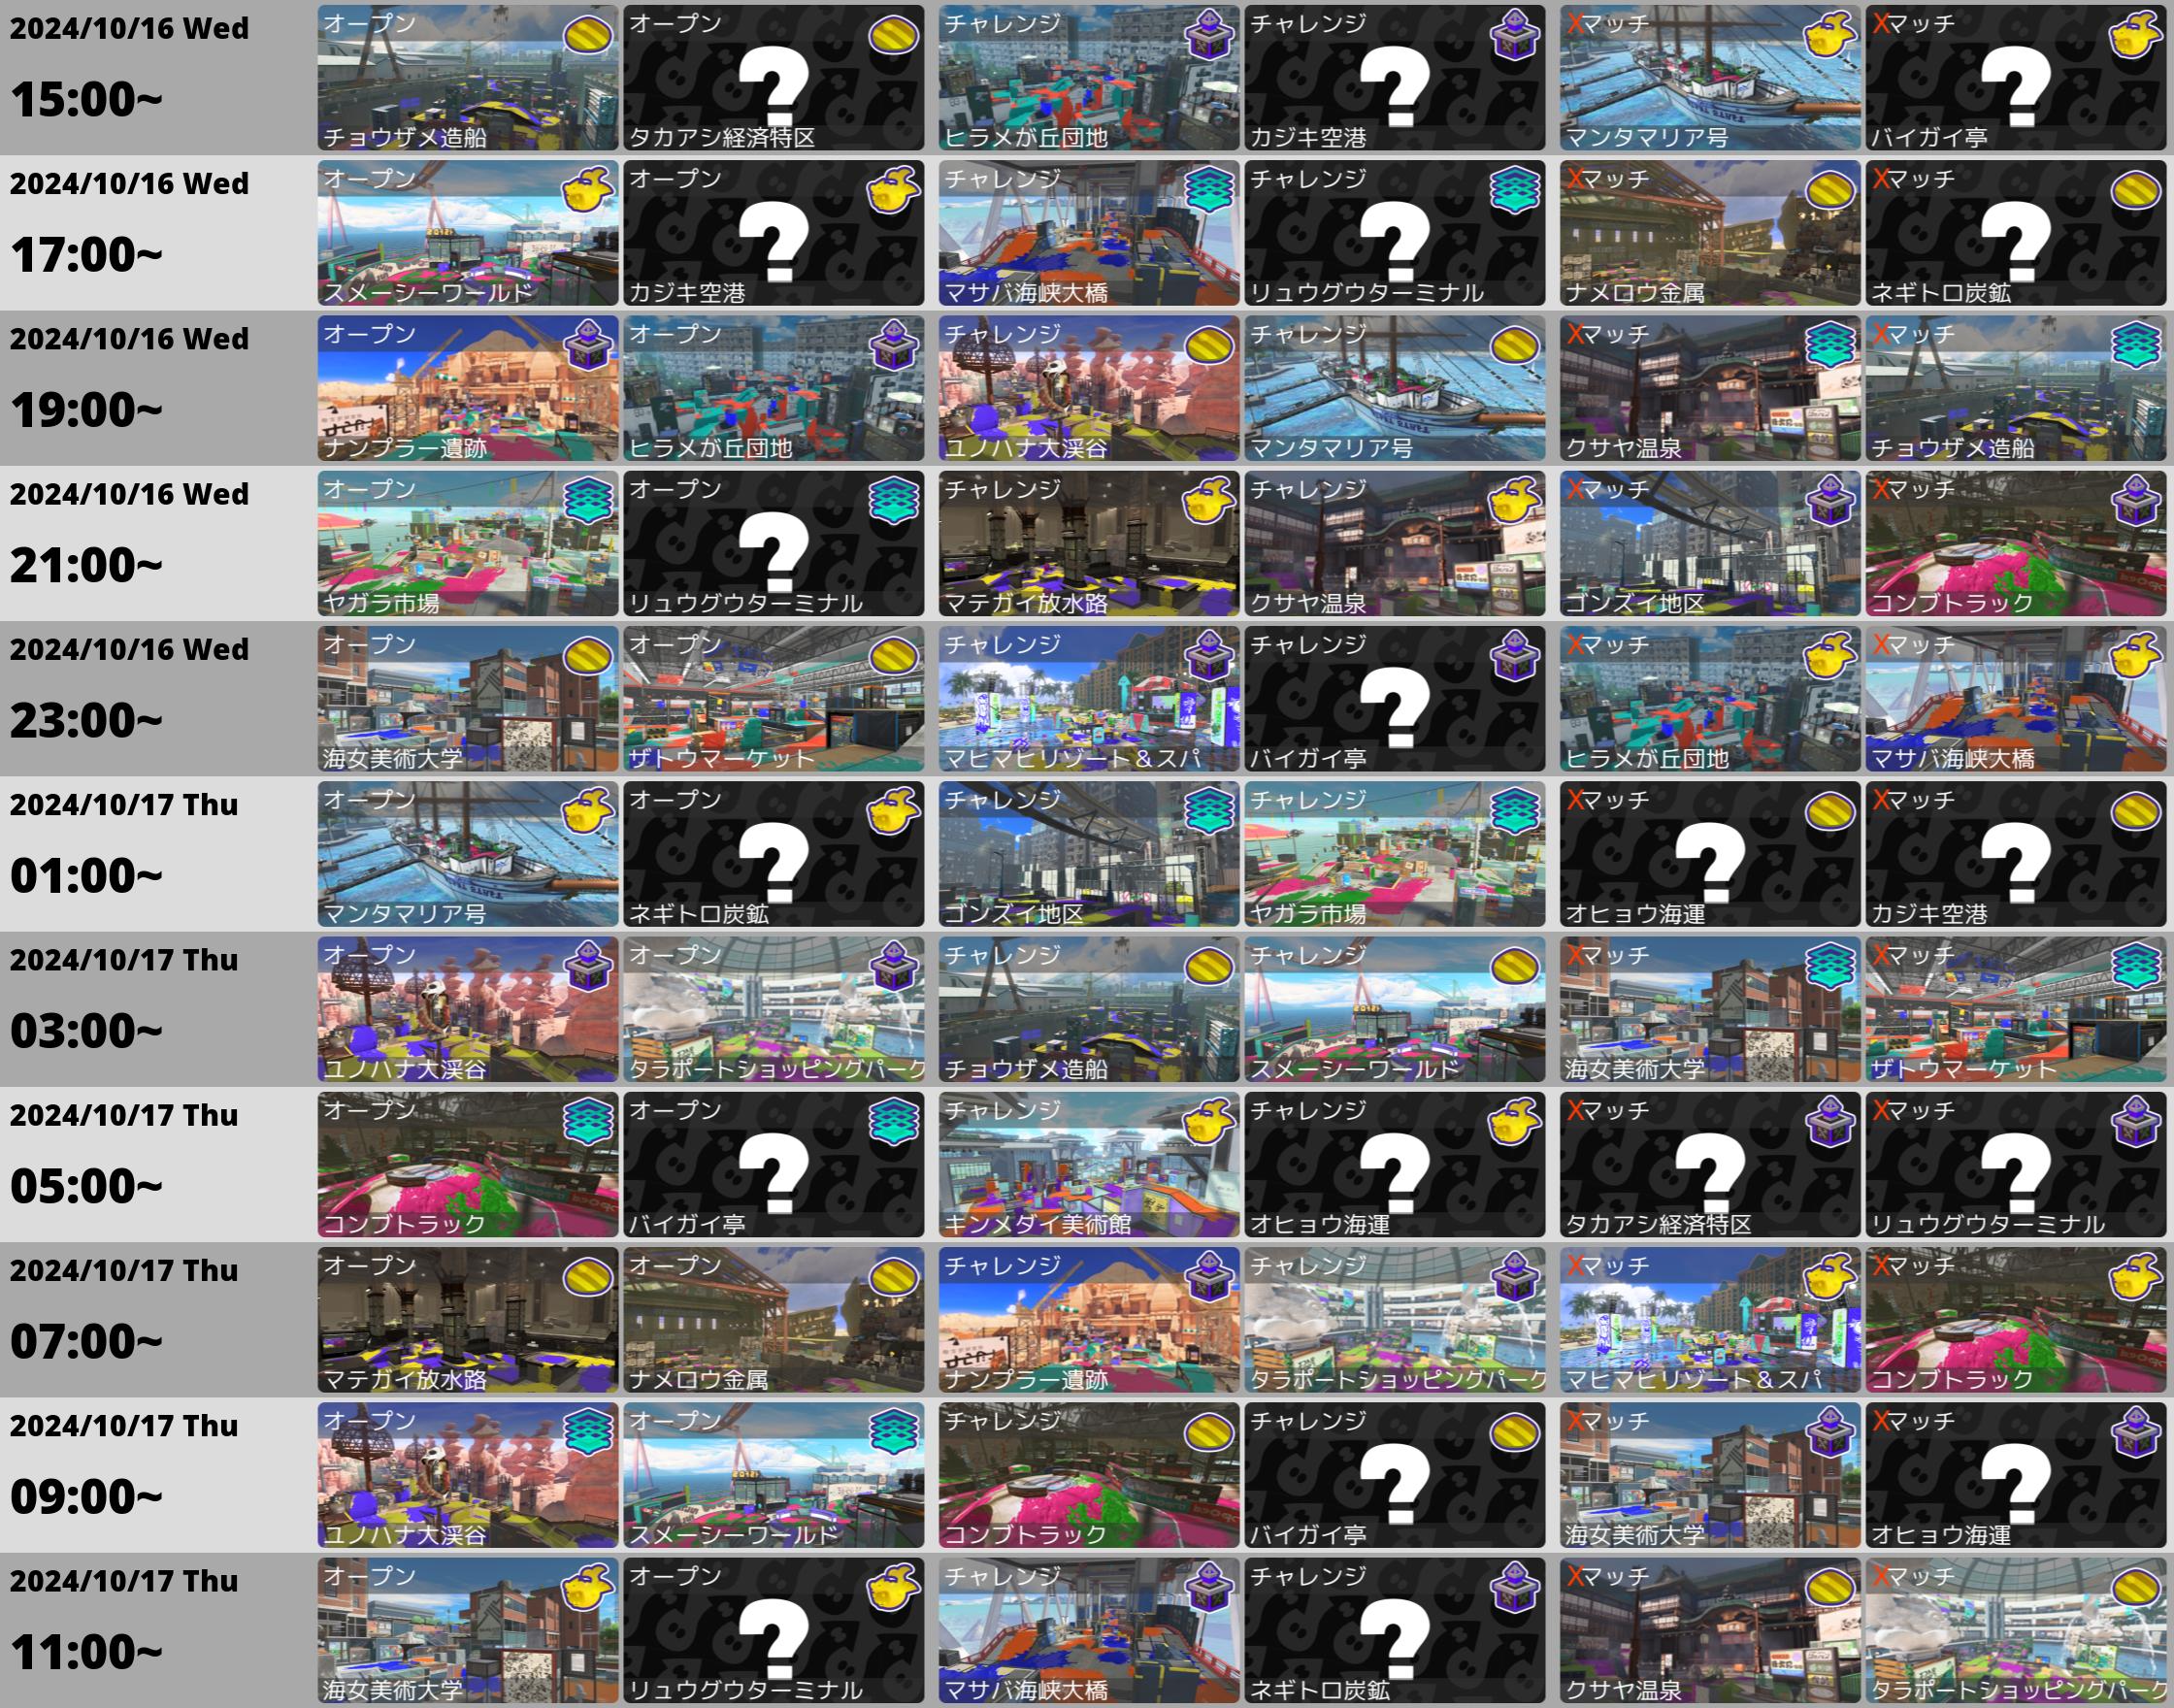 2024/10/16 Wed
15:00~
オープン
チョウザメ造船
オープン
タカアシ経済特区
チャレンジ
ヒラメが丘団地
チャレンジ
カジキ空港
Xマッチ
マンタマリア号
Xマッチ
バイガイ亭
2024/10/16 Wed
17:00~
オープン
スメーシーワールド
オープン
カジキ空港
チャレンジ
マサバ海峡大橋
チャレンジ
リュウグウターミナル
Xマッチ
ナメロウ金属
Xマッチ
ネギトロ炭鉱
2024/10/16 Wed
19:00~
オープン
ナンプラー遺跡
オープン
ヒラメが丘団地
チャレンジ
ユノハナ大渓谷
チャレンジ
マンタマリア号
Xマッチ
クサヤ温泉
Xマッチ
チョウザメ造船
2024/10/16 Wed
21:00~
オープン
ヤガラ市場
オープン
リュウグウターミナル
チャレンジ
マテガイ放水路
チャレンジ
クサヤ温泉
Xマッチ
ゴンズイ地区
Xマッチ
コンブトラック
2024/10/16 Wed
23:00~
オープン
海女美術大学
オープン
ザトウマーケット
チャレンジ
マヒマヒリゾート＆スパ
チャレンジ
バイガイ亭
Xマッチ
ヒラメが丘団地
Xマッチ
マサバ海峡大橋
2024/10/17 Thu
01:00~
オープン
マンタマリア号
オープン
ネギトロ炭鉱
チャレンジ
ゴンズイ地区
チャレンジ
ヤガラ市場
Xマッチ
オヒョウ海運
Xマッチ
カジキ空港
2024/10/17 Thu
03:00~
オープン
ユノハナ大渓谷
オープン
タラポートショッピングパーク
チャレンジ
チョウザメ造船
チャレンジ
スメーシーワールド
Xマッチ
海女美術大学
Xマッチ
ザトウマーケット
2024/10/17 Thu
05:00~
オープン
コンブトラック
オープン
バイガイ亭
チャレンジ
キンメダイ美術館
チャレンジ
オヒョウ海運
Xマッチ
タカアシ経済特区
Xマッチ
リュウグウターミナル
2024/10/17 Thu
07:00~
オープン
マテガイ放水路
オープン
ナメロウ金属
チャレンジ
ナンプラー遺跡
チャレンジ
タラポートショッピングパーク
Xマッチ
マヒマヒリゾート＆スパ
Xマッチ
コンブトラック
2024/10/17 Thu
09:00~
オープン
ユノハナ大渓谷
オープン
スメーシーワールド
チャレンジ
コンブトラック
チャレンジ
バイガイ亭
Xマッチ
海女美術大学
Xマッチ
オヒョウ海運
2024/10/17 Thu
11:00~
オープン
海女美術大学
オープン
リュウグウターミナル
チャレンジ
マサバ海峡大橋
チャレンジ
ネギトロ炭鉱
Xマッチ
クサヤ温泉
Xマッチ
タラポートショッピングパーク